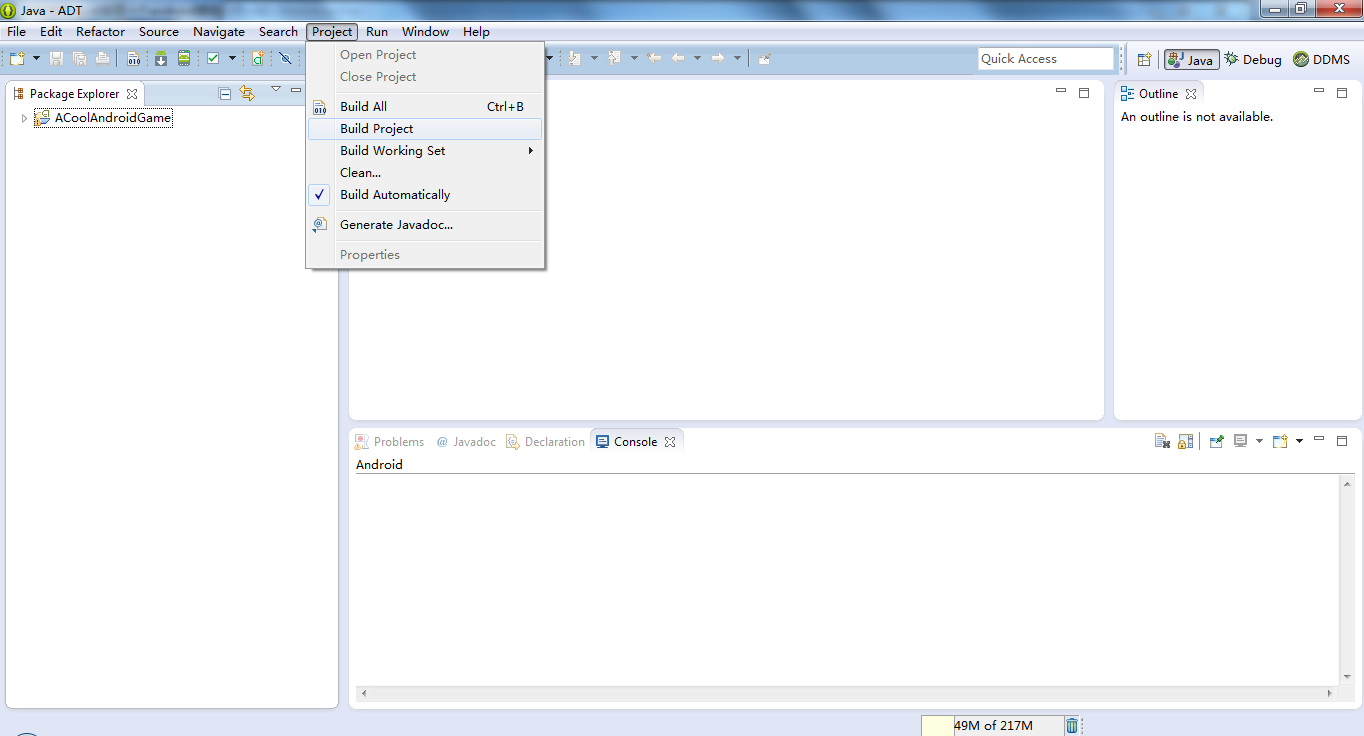 Java - ADT
File Edit Refactor Source Navigate Search Project Run Window Help
Quick Access
Java
Debug
DDMS
Open Project
Close Project
Build All Ctrl+B
Build Project
Build Working Set
Clean...
Build Automatically
Generate Javadoc...
Properties
Package Explorer
ACoolAndroidGame
Outline
An outline is not available.
Problems @ Javadoc Declaration Console
Android
49M of 217M